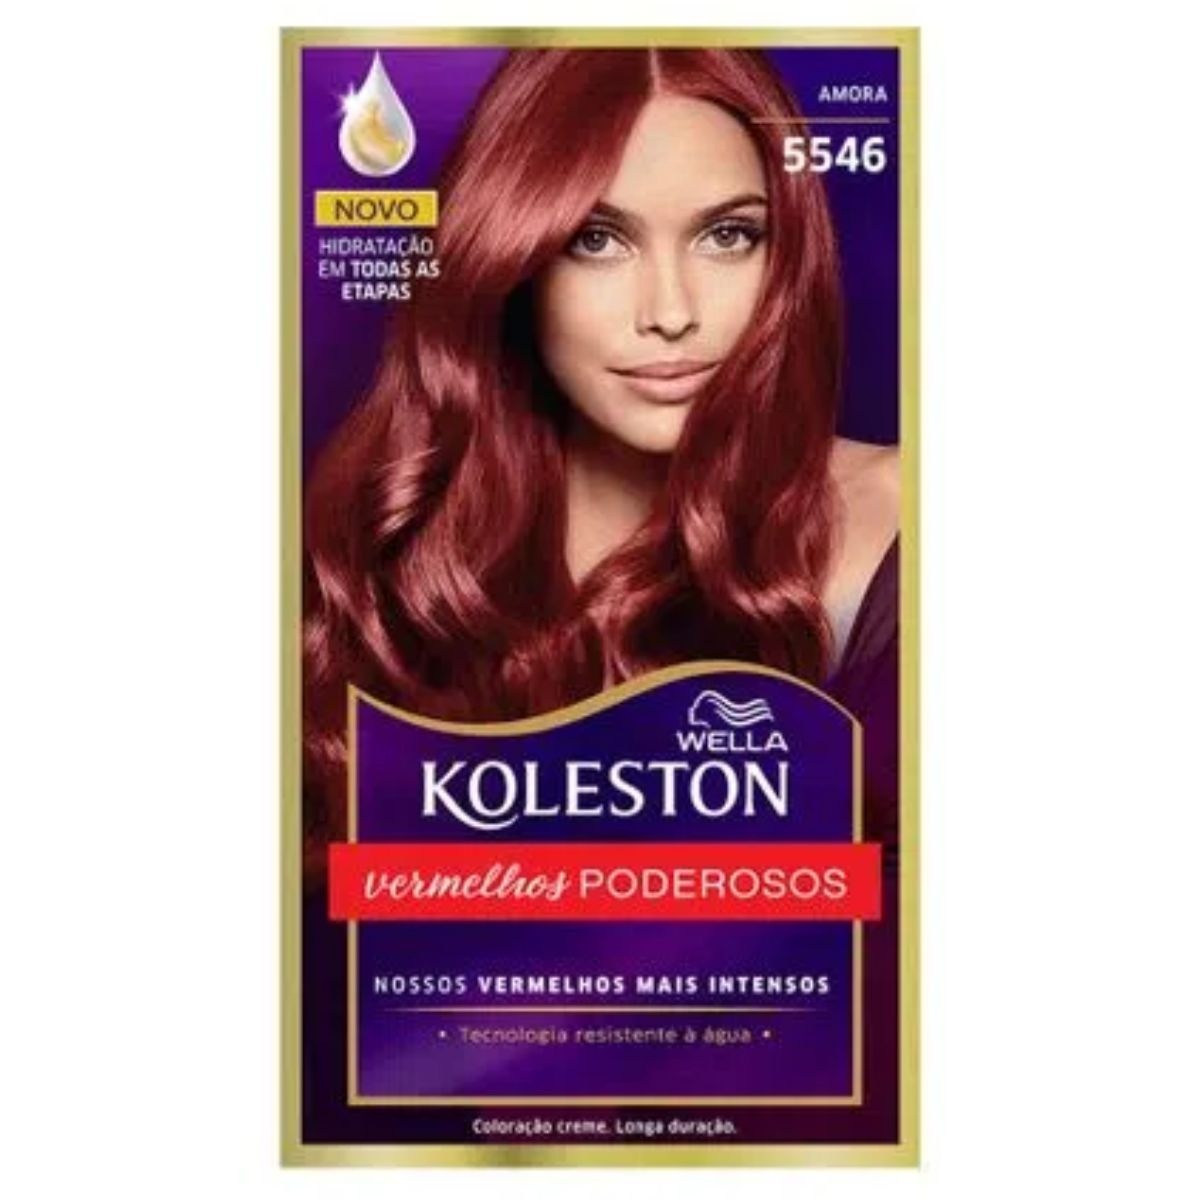 AMORA
5546
NOVO
HIDRATAÇÃO
EM TODAS AS
ETAPAS
WELLA
KOLESTON
vermelhos PODEROSOS
NOSSOS VERMELHOS MAIS INTENSOS
• Tecnologia resistente à água •
Coloração creme. Longa duração.